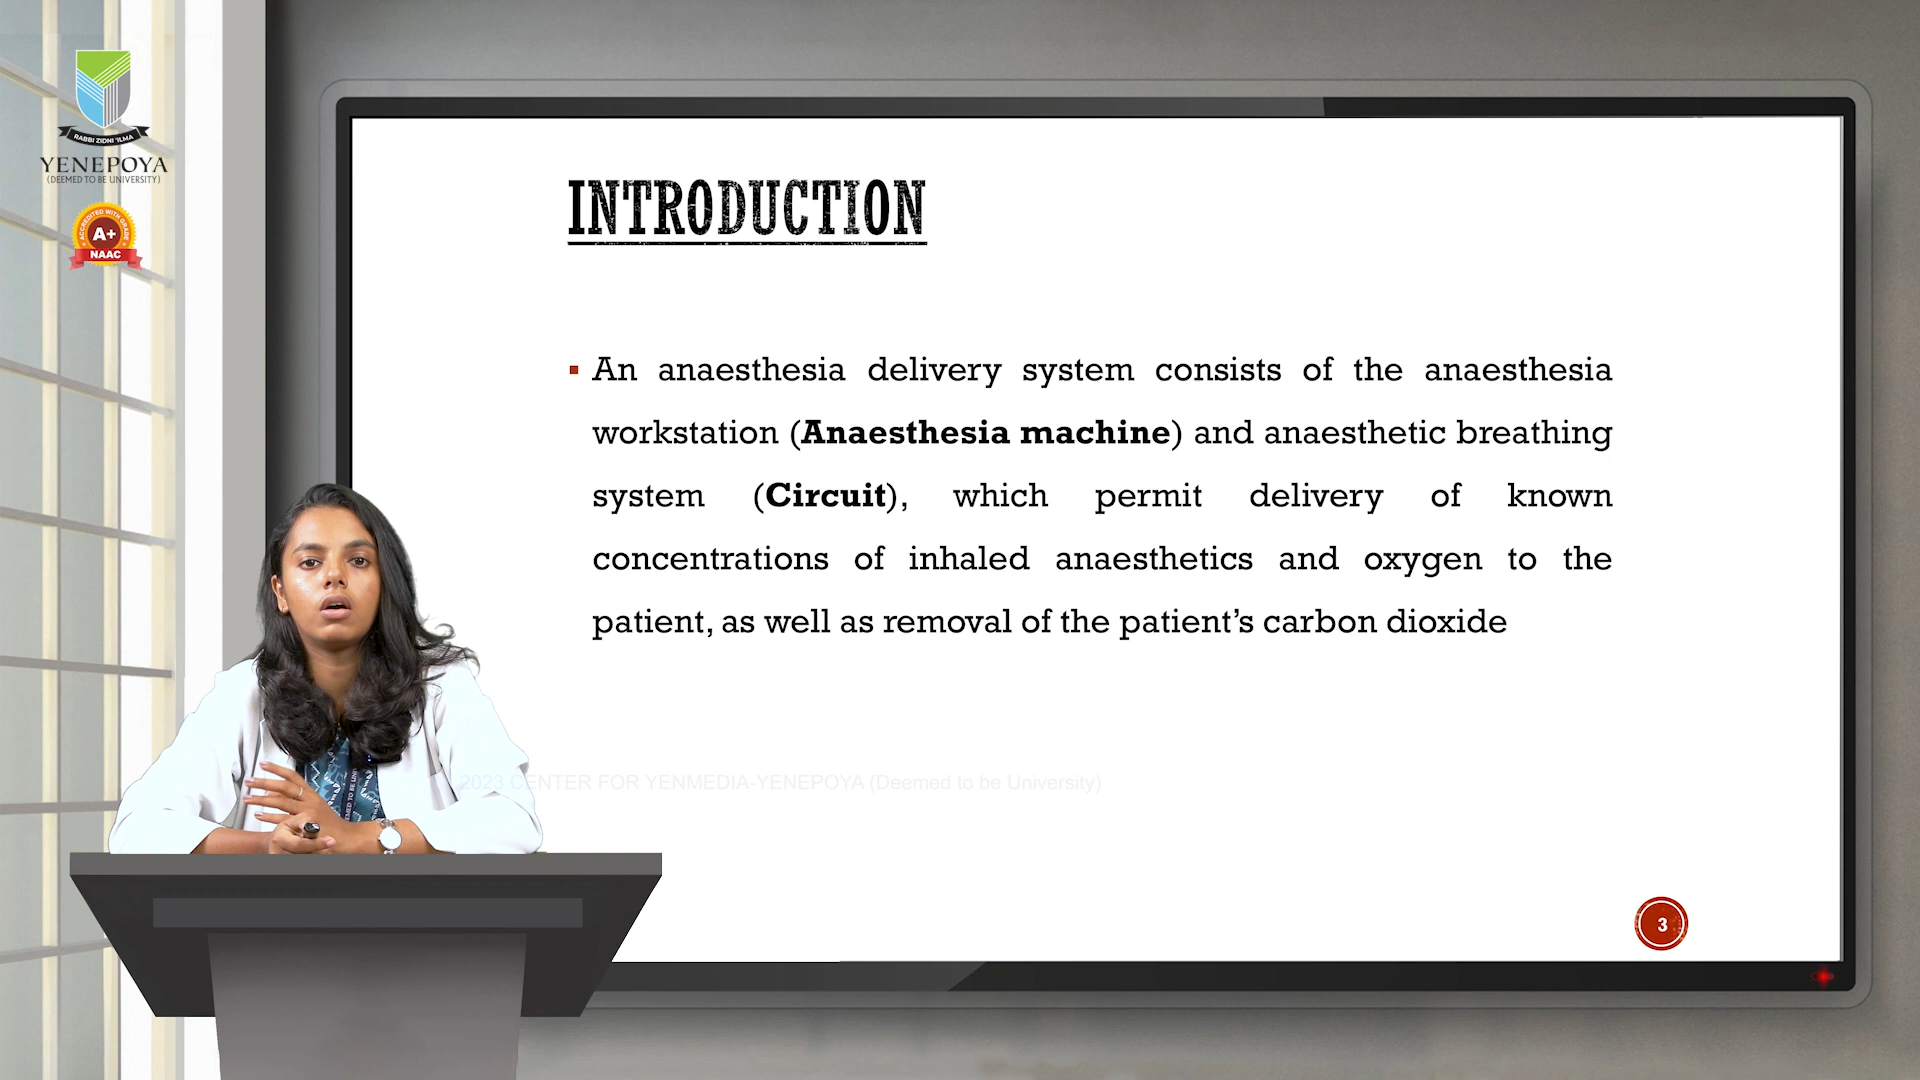 RABBI ZIDNI 'ILMA
YENEPOYA
(DEEMED TO BE UNIVERSITY)
ACCREDITED WITH GRADE
A+
NAAC
INTRODUCTION
▪ An anaesthesia delivery system consists of the anaesthesia
workstation (Anaesthesia machine) and anaesthetic breathing
system (Circuit), which permit delivery of known
concentrations of inhaled anaesthetics and oxygen to the
patient, as well as removal of the patient’s carbon dioxide
2023 CENTER FOR YENMEDIA-YENEPOYA (Deemed to be University)
3